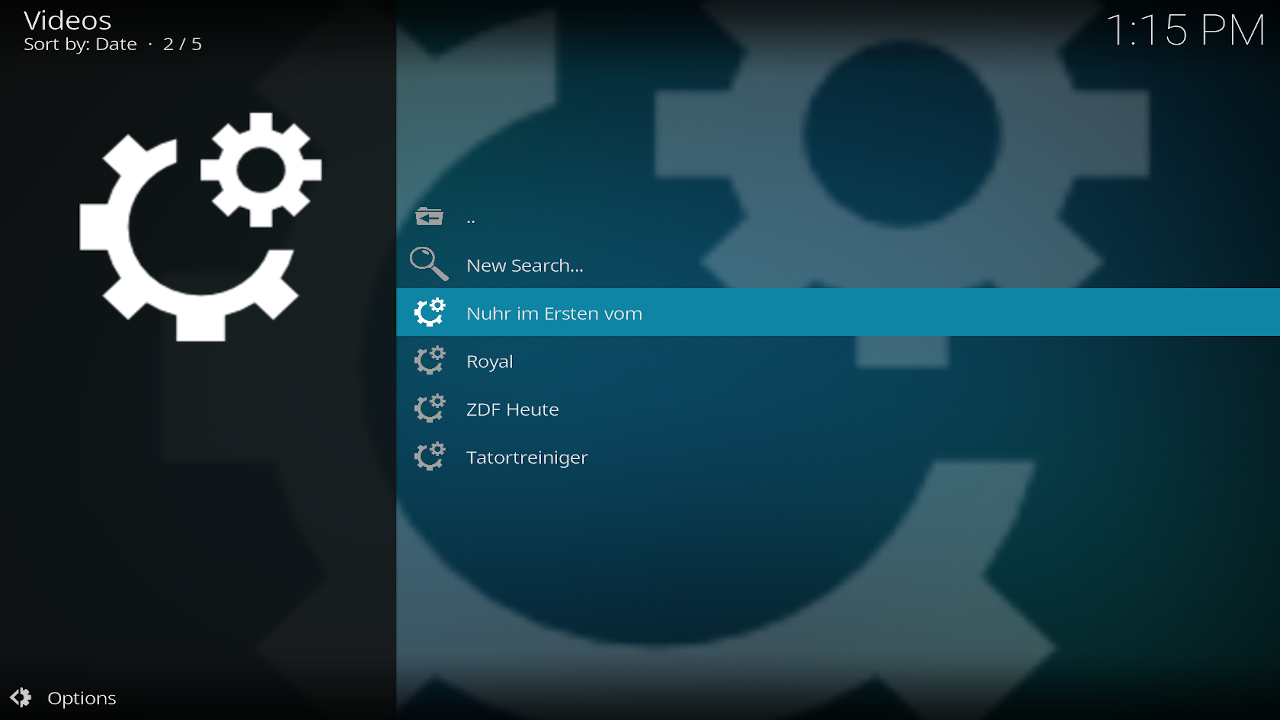 Videos
Sort by: Date · 2 / 5
1:15 PM
..
New Search...
Nuhr im Ersten vom
Royal
ZDF Heute
Tatortreiniger
Options